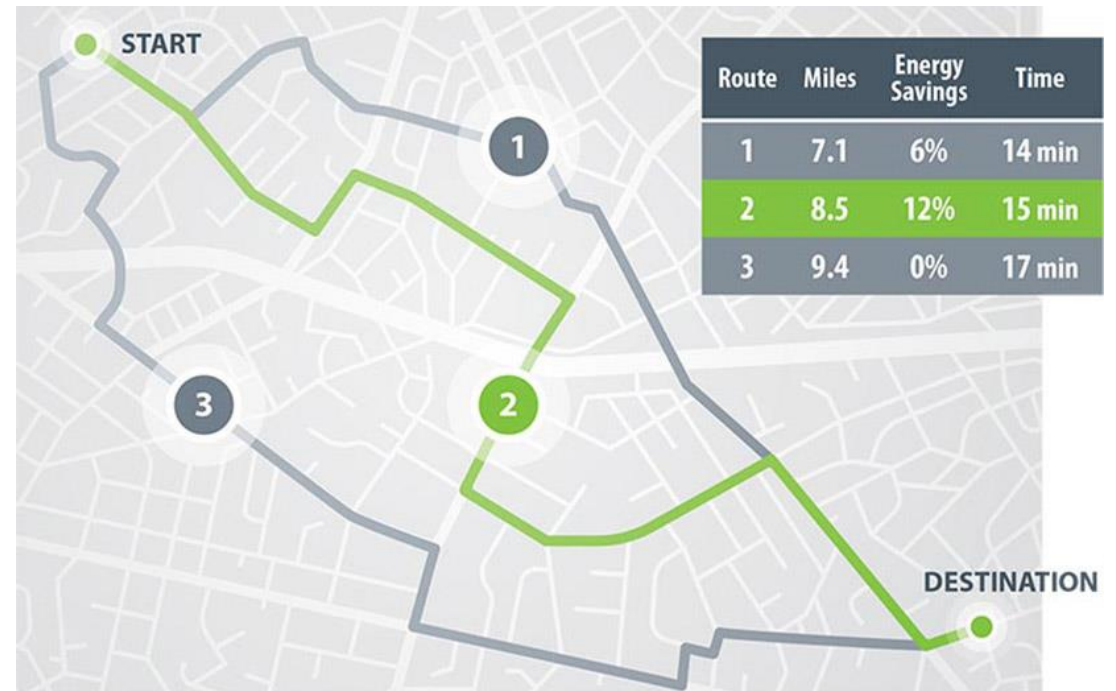 START
Route Miles Energy Savings Time
1 7.1 6% 14 min
2 8.5 12% 15 min
3 9.4 0% 17 min
1
2
3
DESTINATION